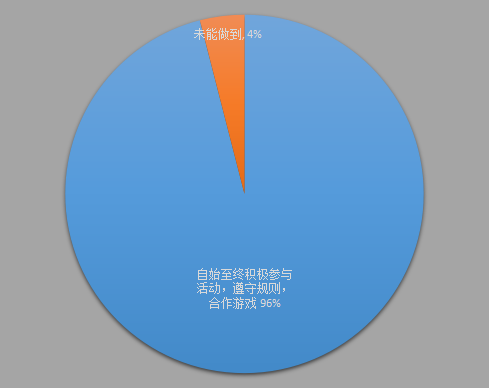 未能做到, 4%
自始至终积极参与
活动，遵守规则，
合作游戏 96%